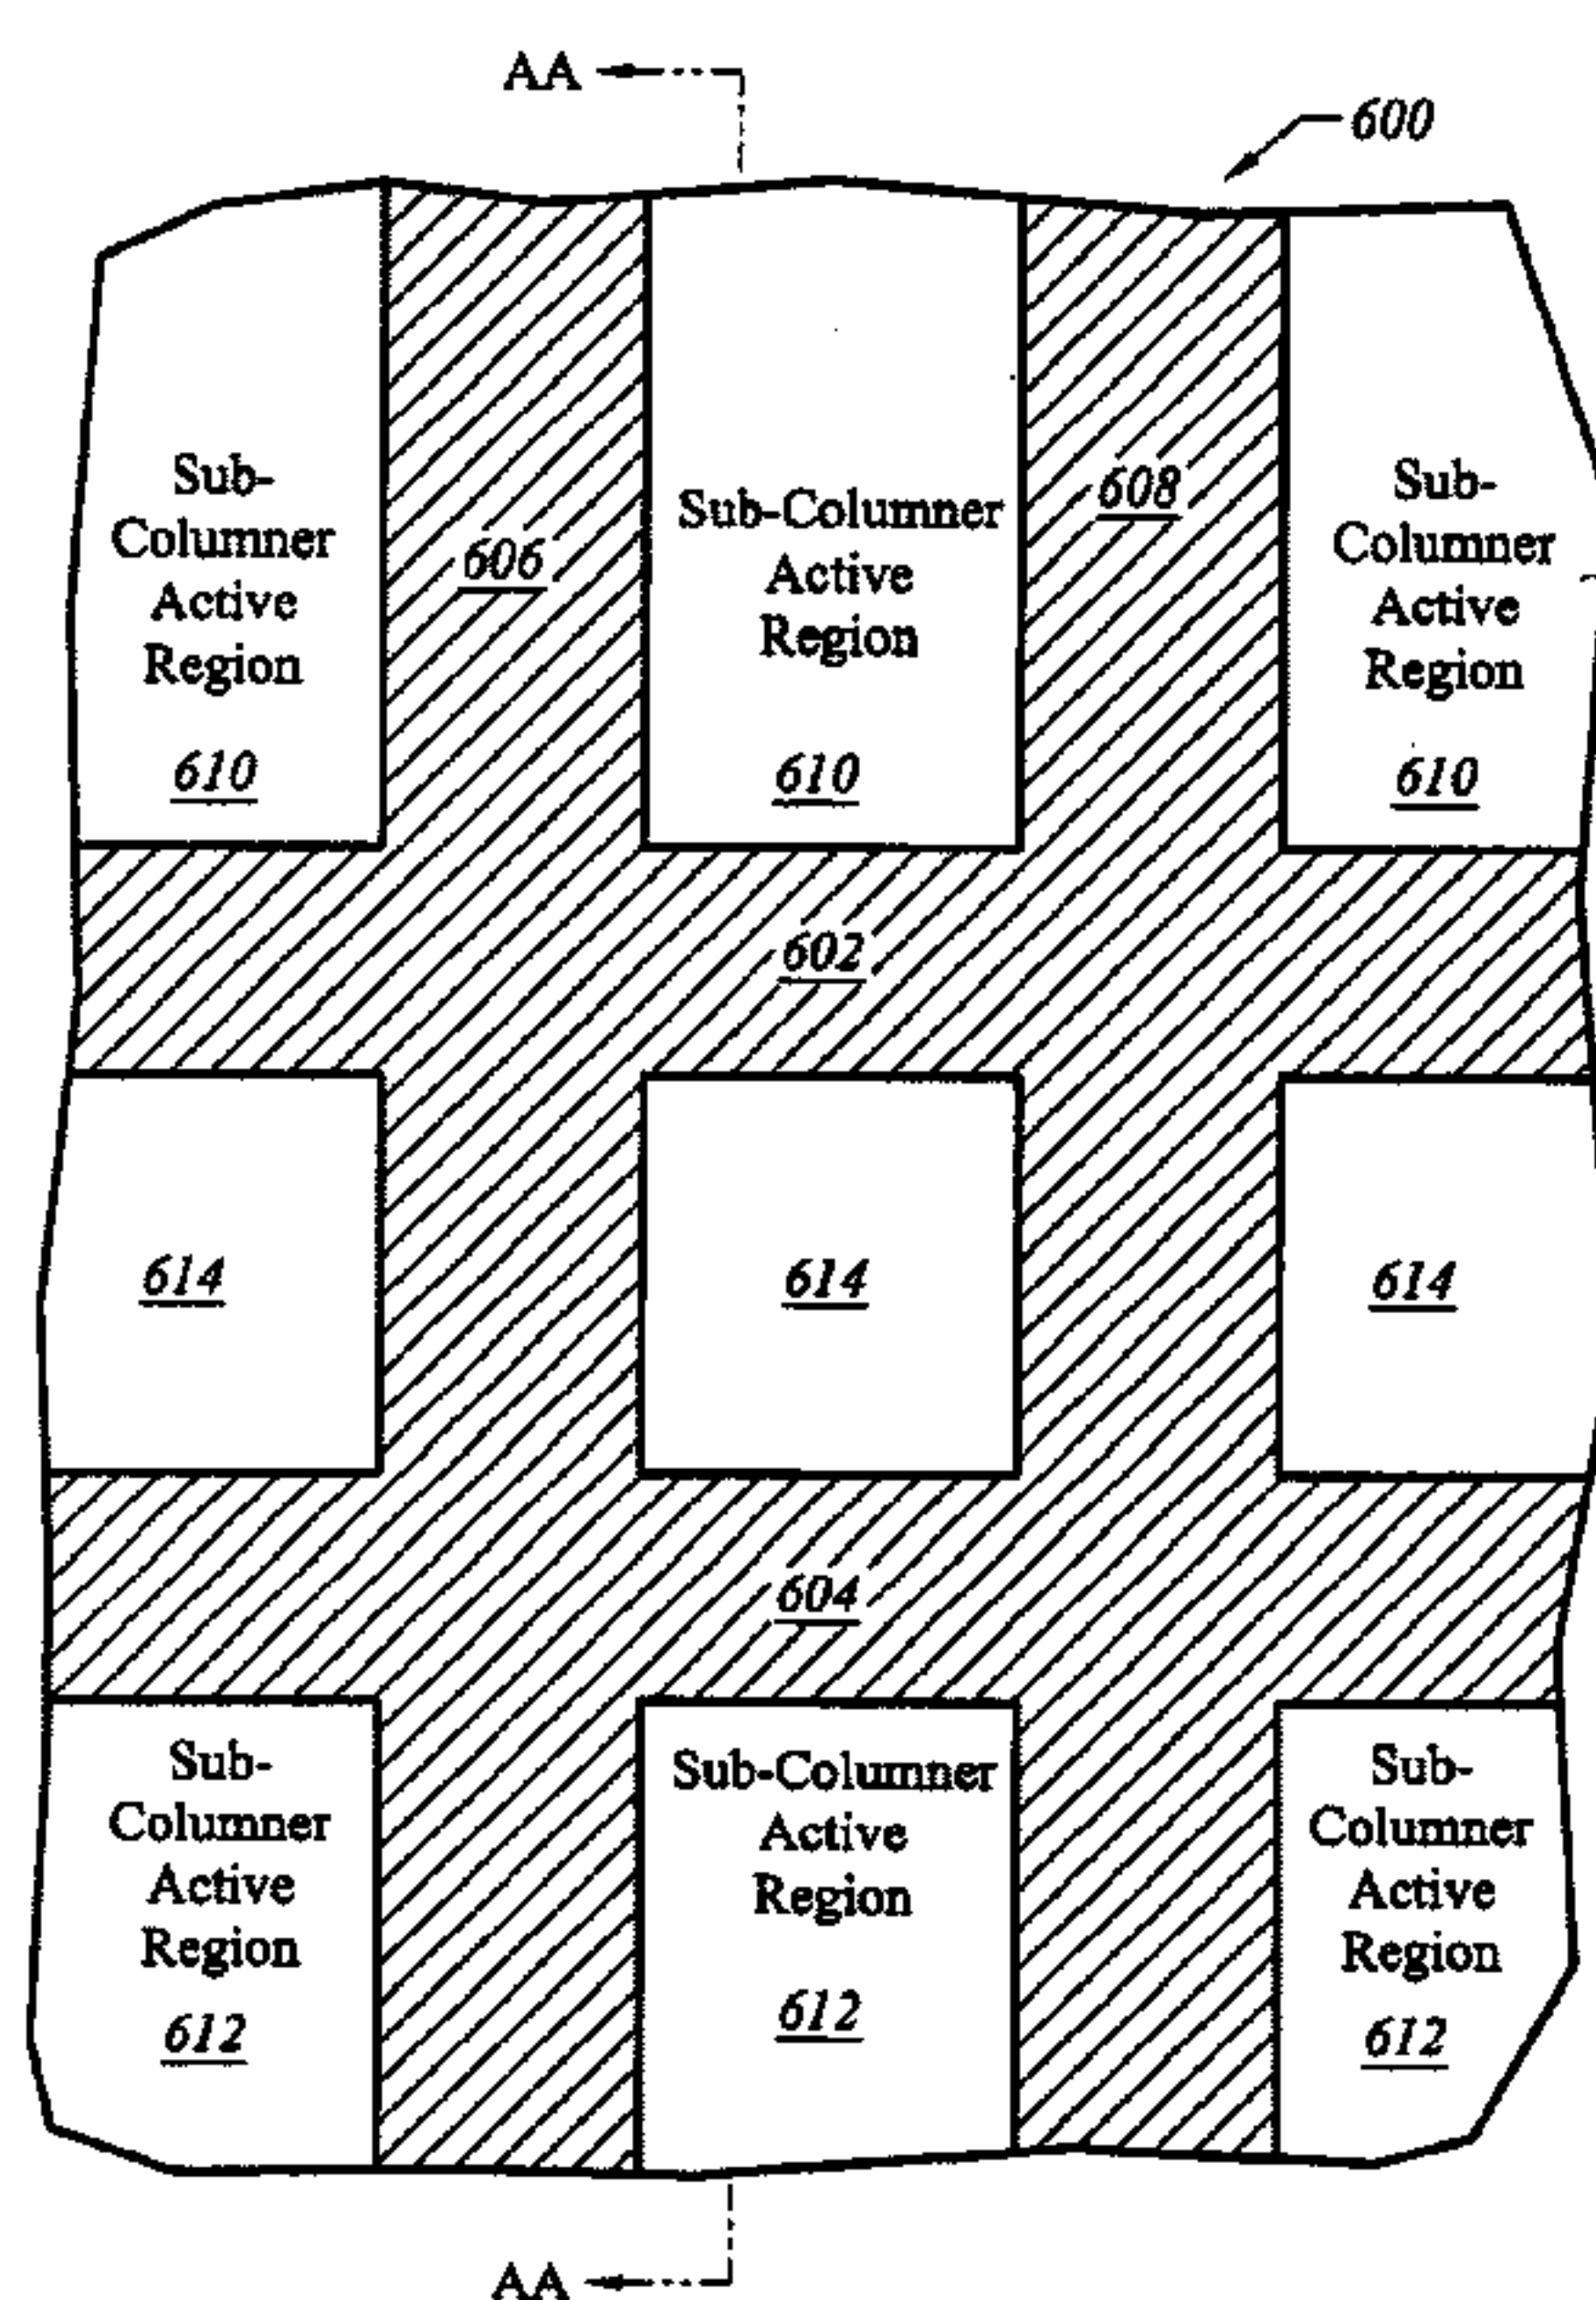 AA
600
Sub-
Columner
Active
Region
610
606
Sub-Columner
Active
Region
610
608
Sub-
Columner
Active
Region
610
602
614
614
614
604
Sub-
Columner
Active
Region
612
Sub-Columner
Active
Region
612
Sub-
Columner
Active
Region
612
AA